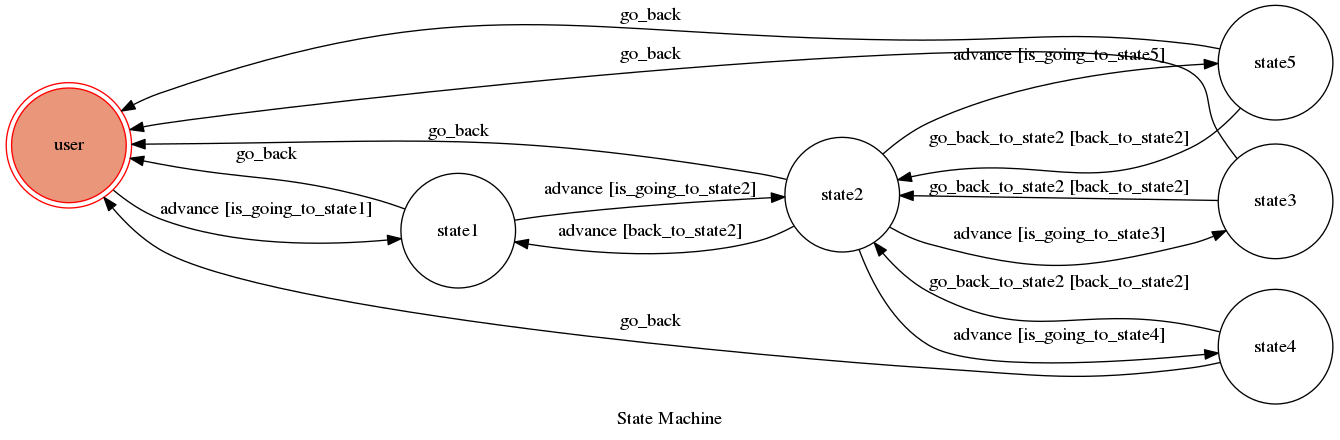 go_back
go_back
advance [is_going_to_state5]
state5
user
go_back
go_back
go_back_to_state2 [back_to_state2]
advance [is_going_to_state2]
go_back_to_state2 [back_to_state2]
state2
state3
advance [is_going_to_state1]
state1
advance [back_to_state2]
advance [is_going_to_state3]
go_back_to_state2 [back_to_state2]
go_back
advance [is_going_to_state4]
state4
State Machine